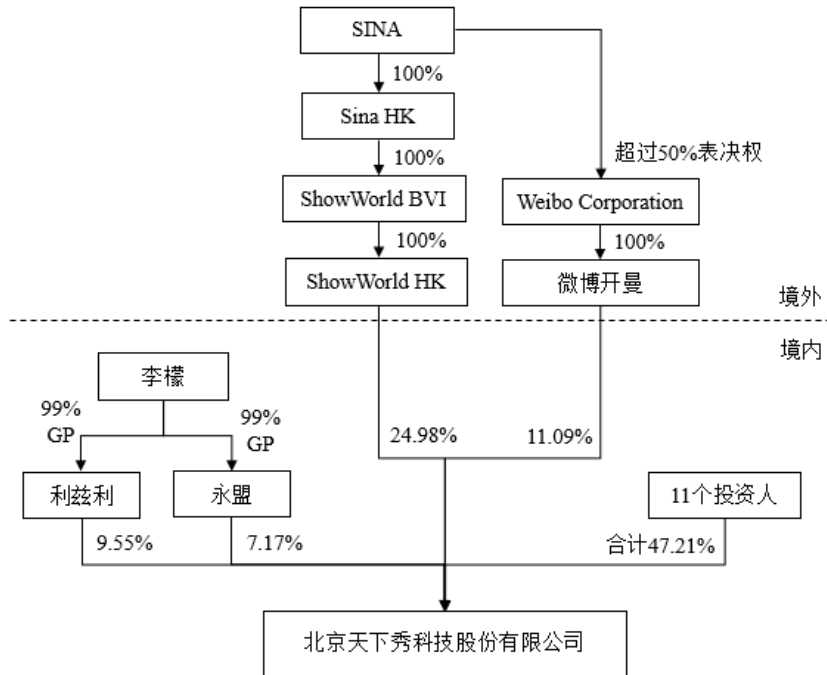 SINA
100%
Sina HK
100%
超过50%表决权
ShowWorld BVI
Weibo Corporation
100%
100%
ShowWorld HK
微博开曼
境外
境内
李檬
99%
GP
99%
GP
24.98%
11.09%
利兹利
永盟
11个投资人
9.55%
7.17%
合计47.21%
北京天下秀科技股份有限公司